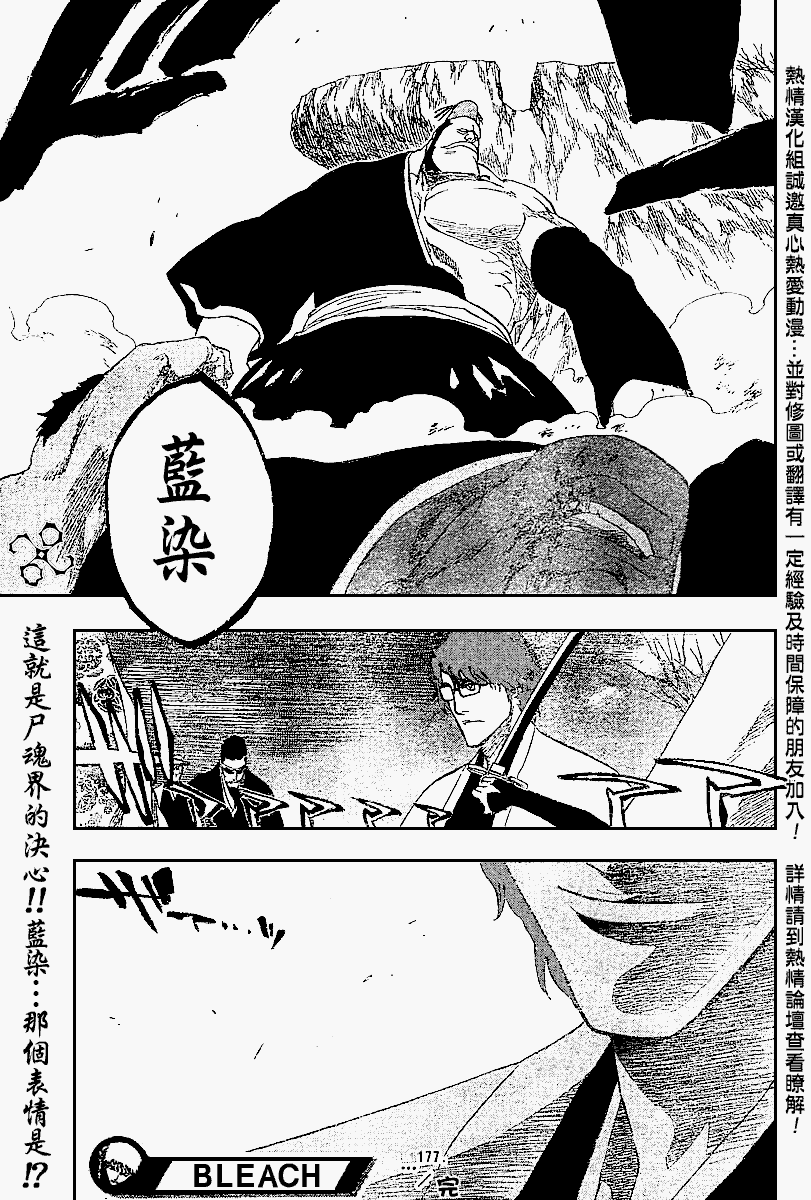 熱情漢化組誠邀真心熱愛動漫…並對修圖或翻譯有一定經驗及時間保障的朋友加入！ 詳情請到熱情論壇查看瞭解！
藍染
這就是尸魂界的決心!!藍染…那個表情是!?
BLEACH
177
…完